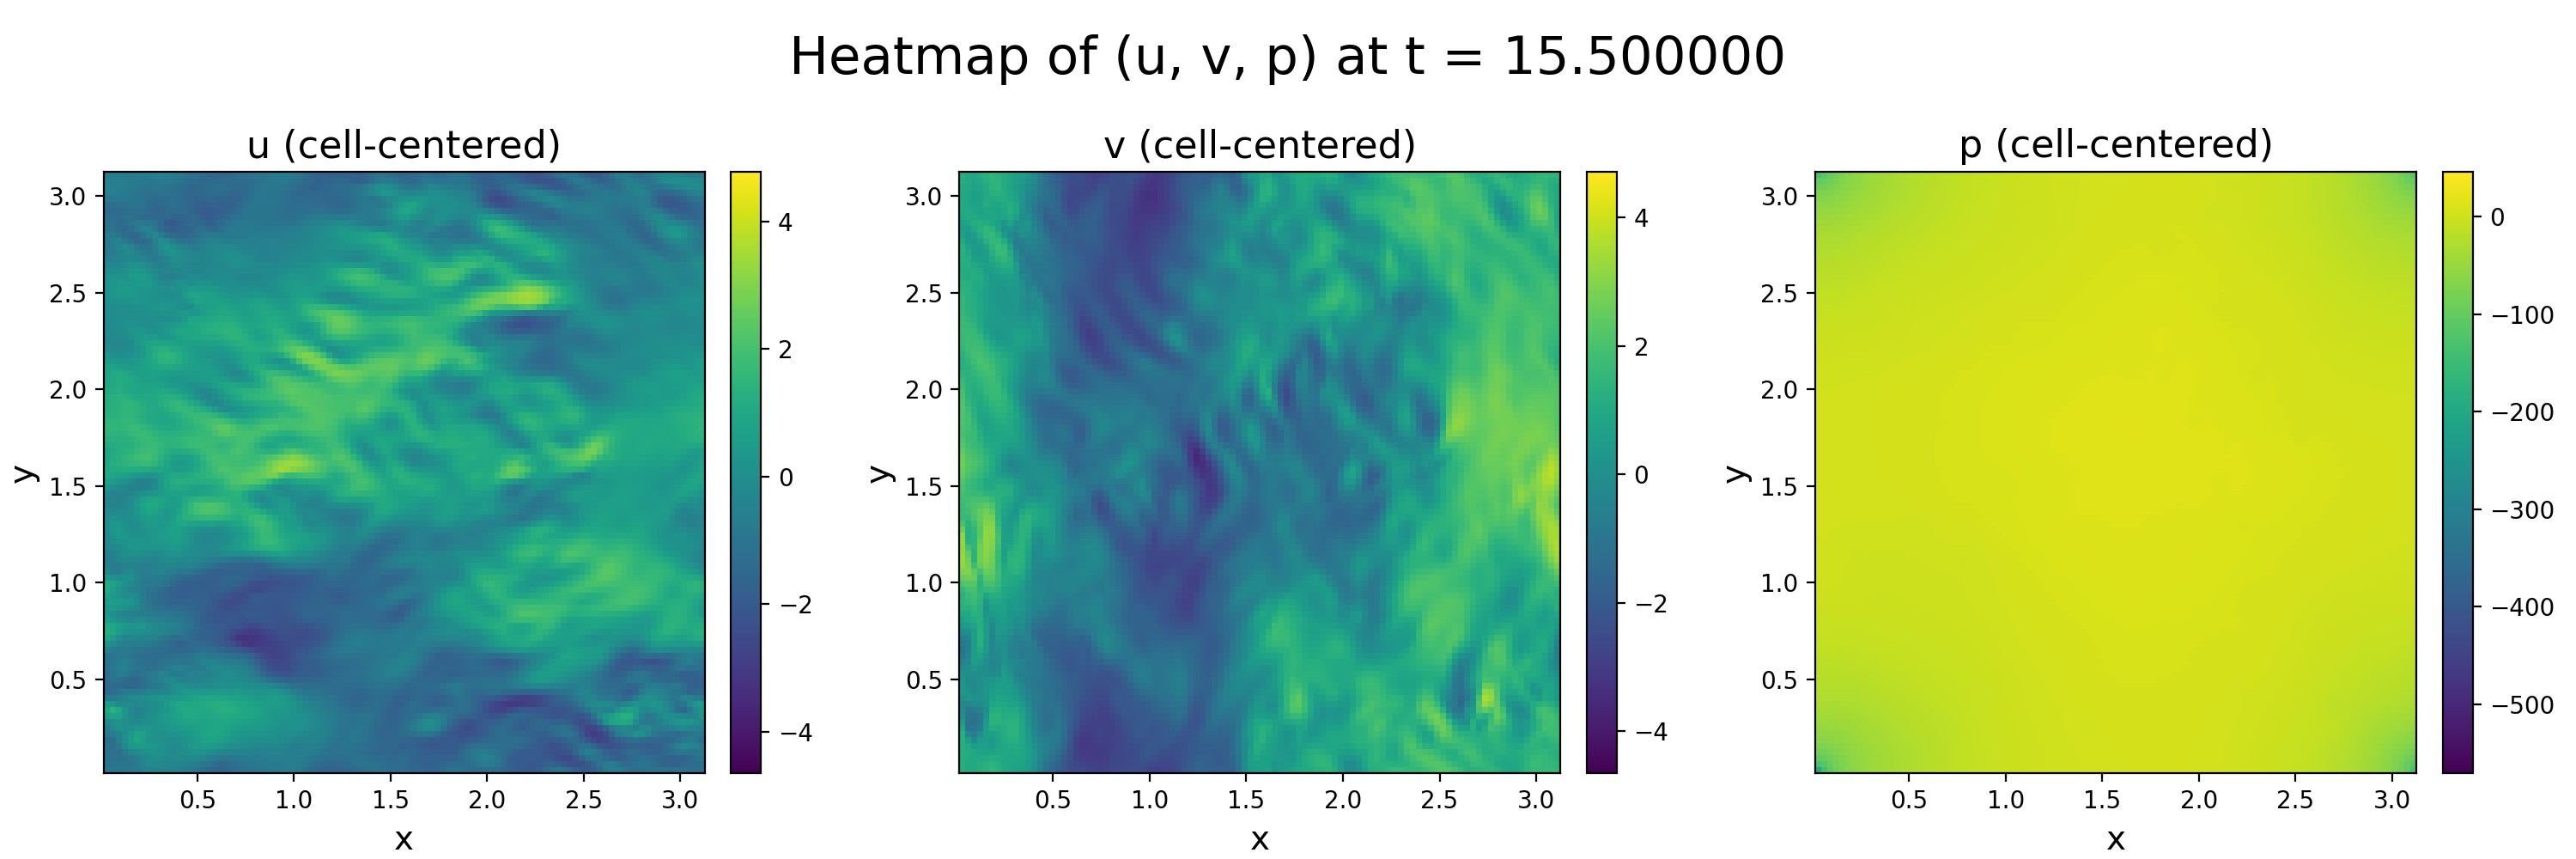 Heatmap of (u, v, p) at t = 15.500000
u (cell-centered)
3.0
2.5
2.0
1.5
1.0
0.5
y
0.5 1.0 1.5 2.0 2.5 3.0
x
4
2
0
−2
−4
v (cell-centered)
3.0
2.5
2.0
1.5
1.0
0.5
y
0.5 1.0 1.5 2.0 2.5 3.0
x
4
2
0
−2
−4
p (cell-centered)
3.0
2.5
2.0
1.5
1.0
0.5
y
0.5 1.0 1.5 2.0 2.5 3.0
x
0
−100
−200
−300
−400
−500